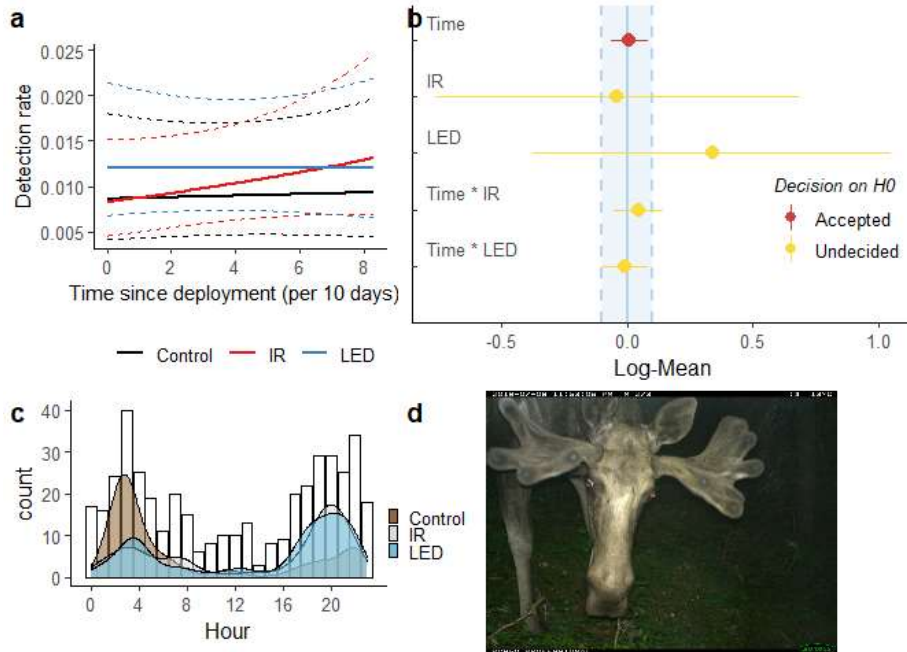 a
0.025
0.020
0.015
0.010
0.005
Detection rate
0 2 4 6 8
Time since deployment (per 10 days)
Control IR LED
b
Time
IR
LED
Time * IR
Time * LED
Decision on H0
Accepted
Undecided
-0.5 0.0 0.5 1.0
Log-Mean
c
40
30
20
10
0
count
0 4 8 12 16 20
Hour
Control
IR
LED
d